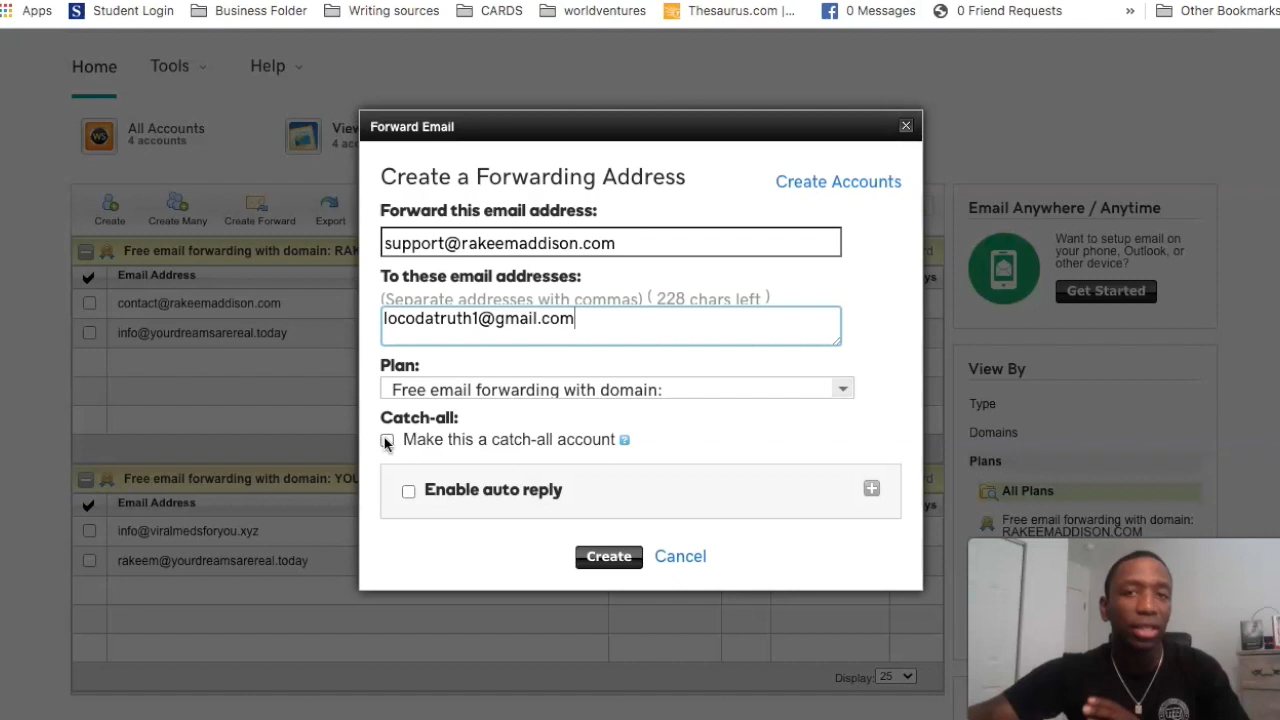 Apps
Student Login
Business Folder
Writing sources
CARBS
worldventures
Thesaurus.com |...
0 Messages
0 Friend Requests
»
Other Bookmarks
Home
Tools
Help
All Accounts
4 accounts
4
Create
Create Many
Create Forward
Export
Free email forwarding with domain:
Email Address
contact@rakeemaddison.com
info@yourdreamsarereal.today
Free email forwarding with domain:
Email Address
info@viralmedsforyou.xyz
rakeem@yourdreamsarereal.today
Display: 25
Forward Email
Create a Forwarding Address
Create Accounts
Forward this email address:
support@rakeemaddison.com
To these email addresses:
(Separate addresses with commas) ( 228 chars left )
locodatruth1@gmail.com
Plan:
Free email forwarding with domain:
Catch-all:
Make this a catch-all account ?
Enable auto reply
Create
Cancel
Email Anywhere / Anytime
Want to setup email on
your phone, Outlook, or
other device?
Get Started
View By
Type
Domains
Plans
All Plans
Free email forwarding with domain:
RAKEEMADDISON.COM